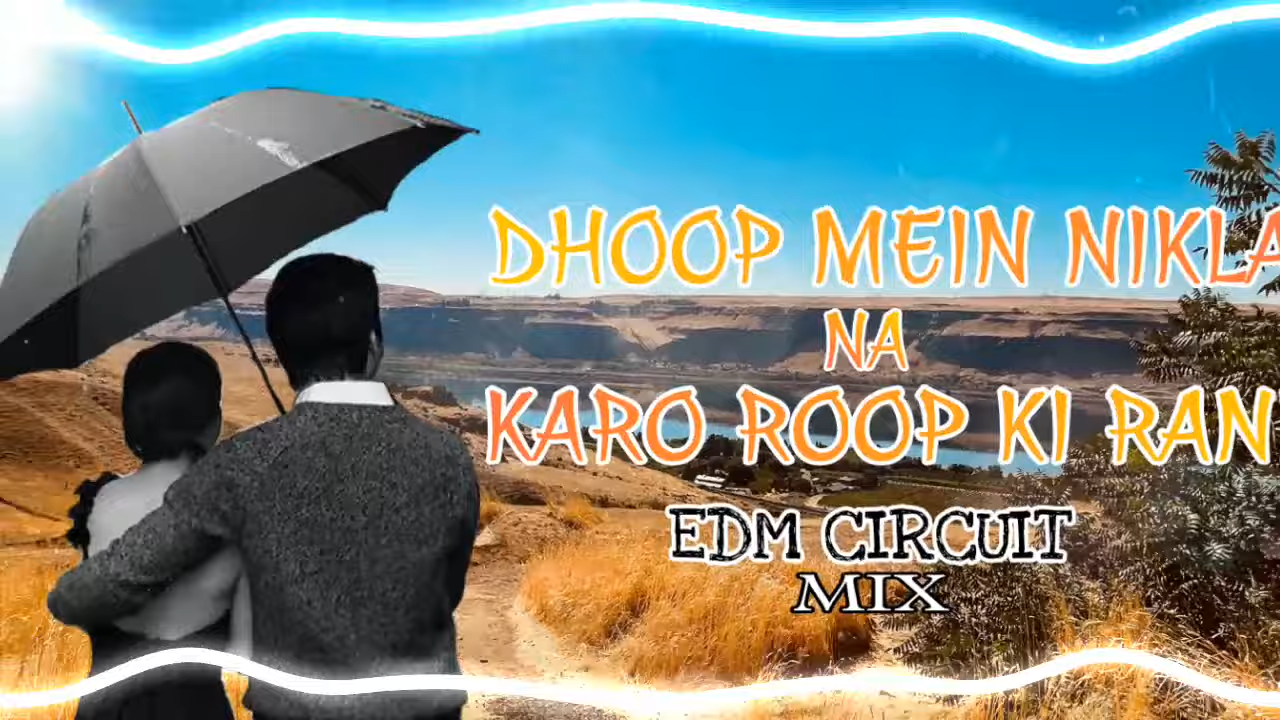 DHOOP MEIN NIKLA
NA
KARO ROOP KI RAN
EDM CIRCUIT
MIX